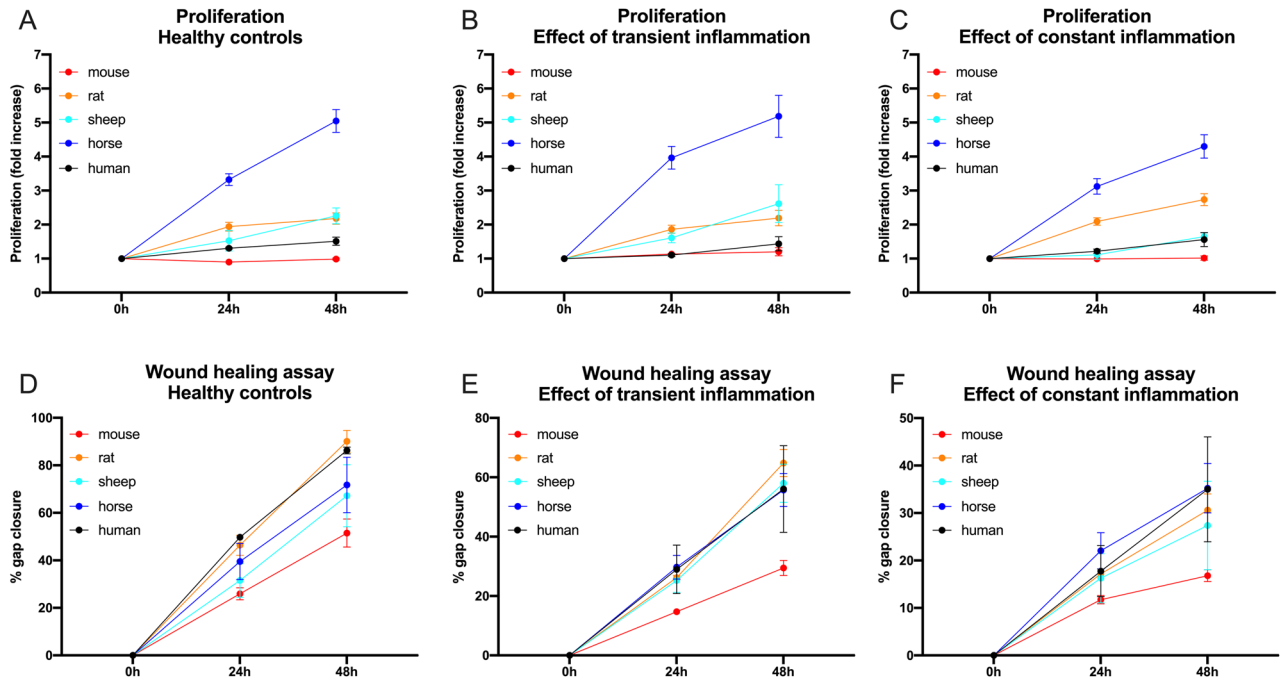 A
Proliferation
Healthy controls
Proliferation (fold increase)
7
6
5
4
3
2
1
0
mouse
rat
sheep
horse
human
0h
24h
48h
B
Proliferation
Effect of transient inflammation
Proliferation (fold increase)
7
6
5
4
3
2
1
0
mouse
rat
sheep
horse
human
0h
24h
48h
C
Proliferation
Effect of constant inflammation
Proliferation (fold increase)
7
6
5
4
3
2
1
0
mouse
rat
sheep
horse
human
0h
24h
48h
D
Wound healing assay
Healthy controls
% gap closure
100
80
60
40
20
0
mouse
rat
sheep
horse
human
0h
24h
48h
E
Wound healing assay
Effect of transient inflammation
% gap closure
80
60
40
20
0
mouse
rat
sheep
horse
human
0h
24h
48h
F
Wound healing assay
Effect of constant inflammation
% gap closure
50
40
30
20
10
0
mouse
rat
sheep
horse
human
0h
24h
48h